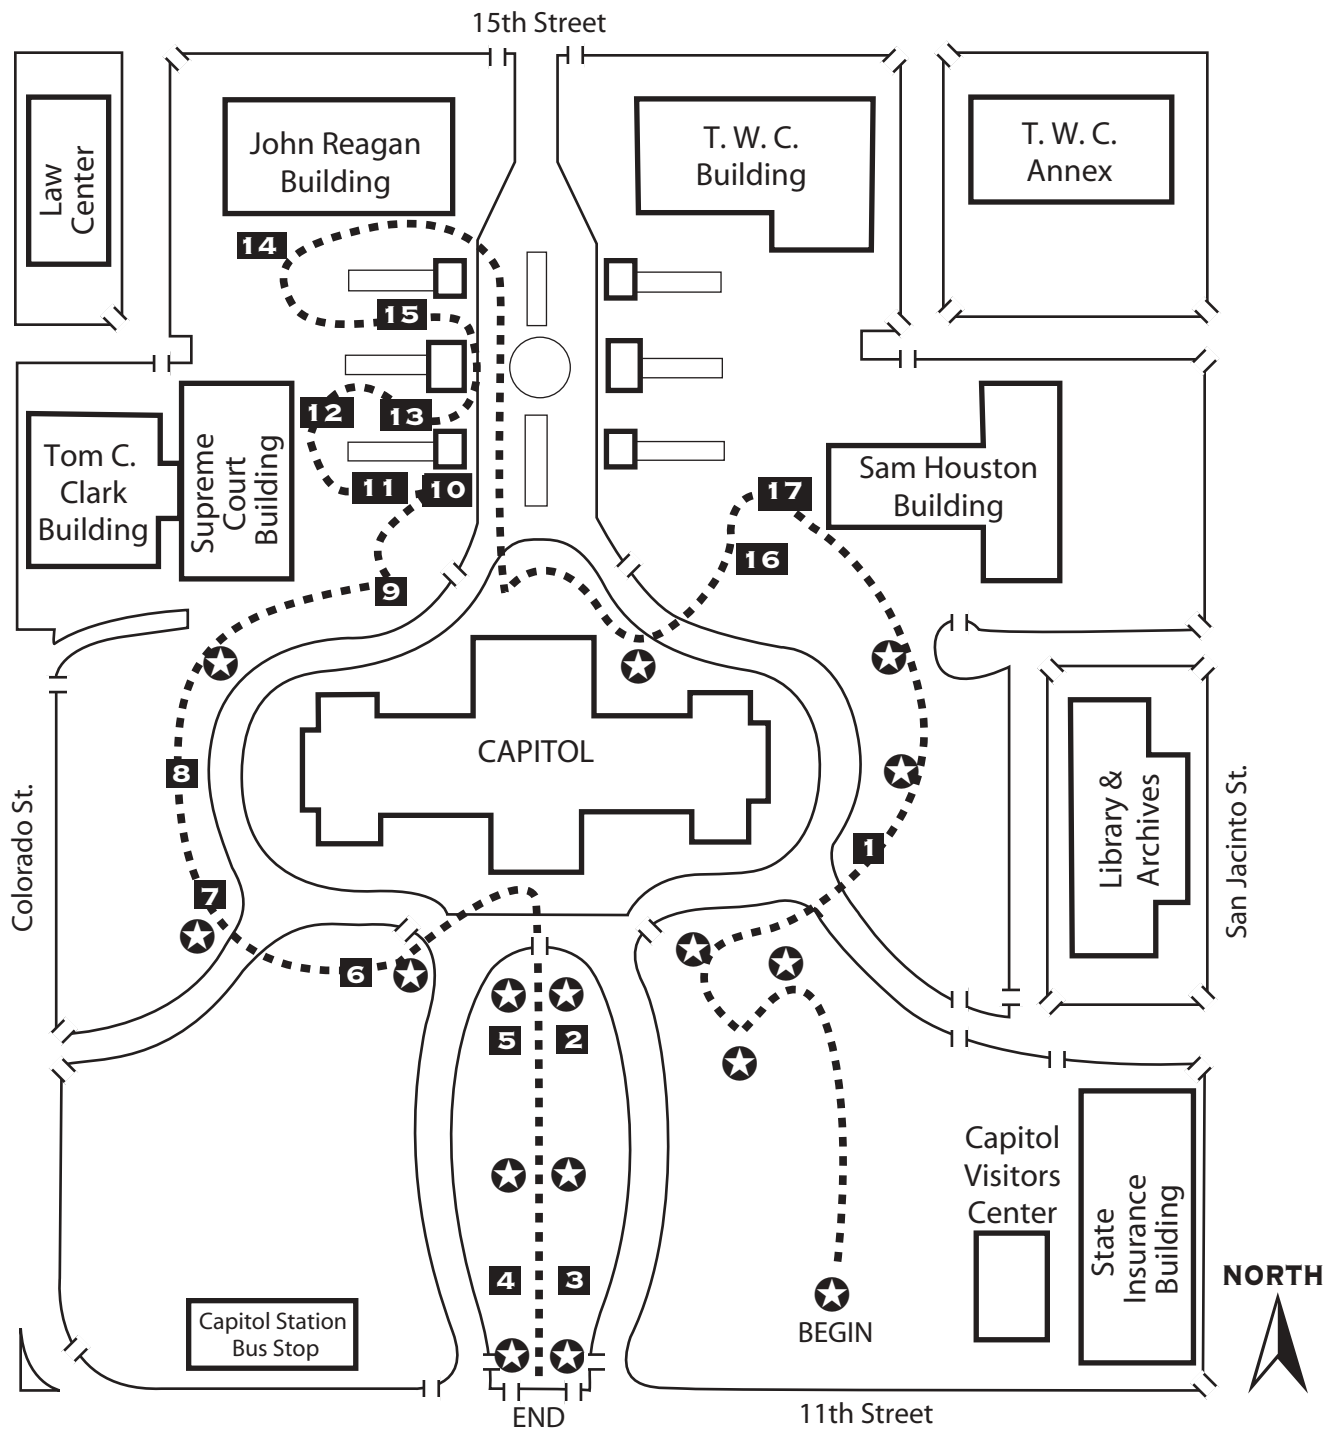 15th Street
John Reagan
Building
T. W. C.
Building
T. W. C.
Annex
Law
Center
14
15
12
13
Tom C.
Clark
Building
Supreme
Court
Building
11
10
17
Sam Houston
Building
16
9
CAPITOL
8
1
7
6
Colorado St.
Library &
Archives
San Jacinto St.
5
2
4
3
Capitol
Visitors
Center
State
Insurance
Building
NORTH
Capitol Station
Bus Stop
BEGIN
END
11th Street